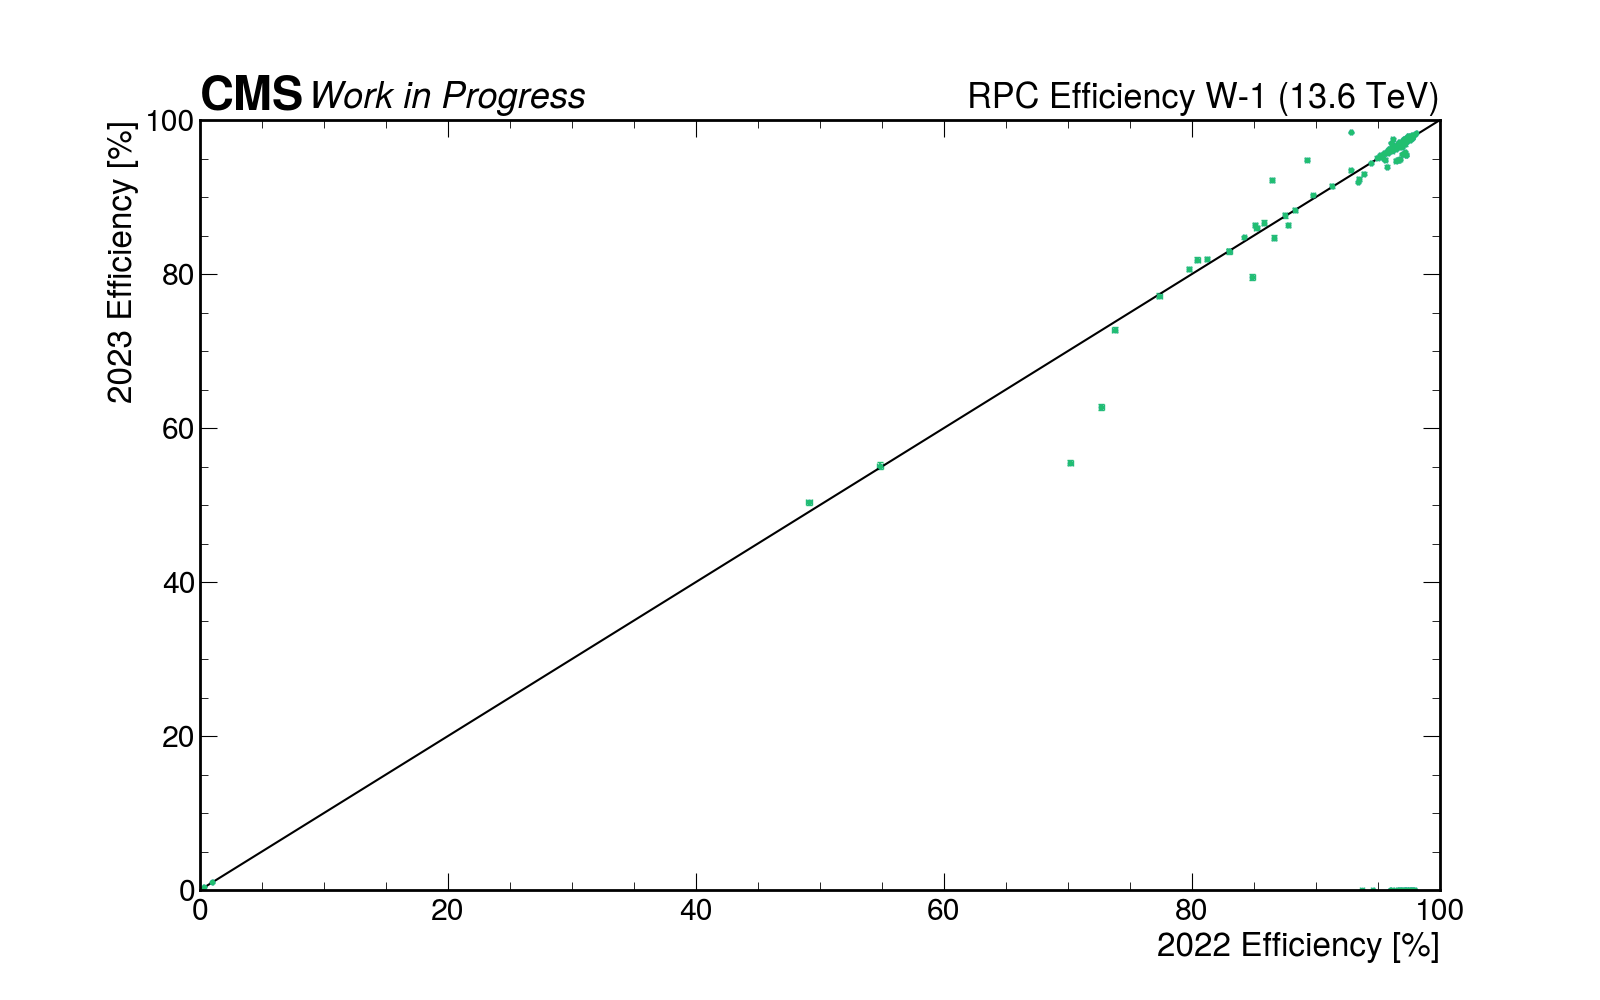 CMS Work in Progress
RPC Efficiency W-1 (13.6 TeV)
2023 Efficiency [%]
100
80
60
40
20
0
0 20 40 60 80 100
2022 Efficiency [%]